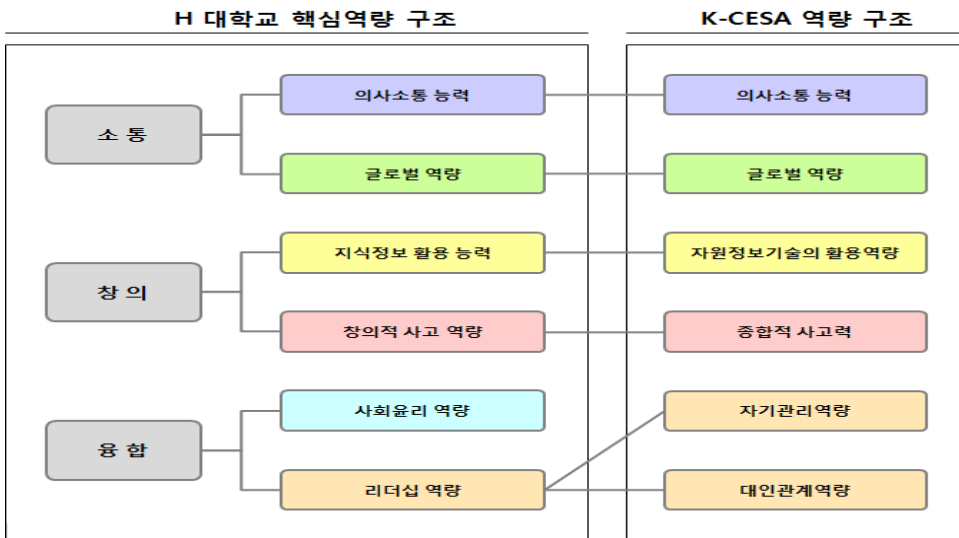 H 대학교 핵심역량 구조
K-CESA 역량 구조
소 통
의사소통 능력
의사소통 능력
글로벌 역량
글로벌 역량
창 의
지식정보 활용 능력
자원정보기술의 활용역량
창의적 사고 역량
종합적 사고력
융 합
사회윤리 역량
자기관리역량
리더십 역량
대인관계역량